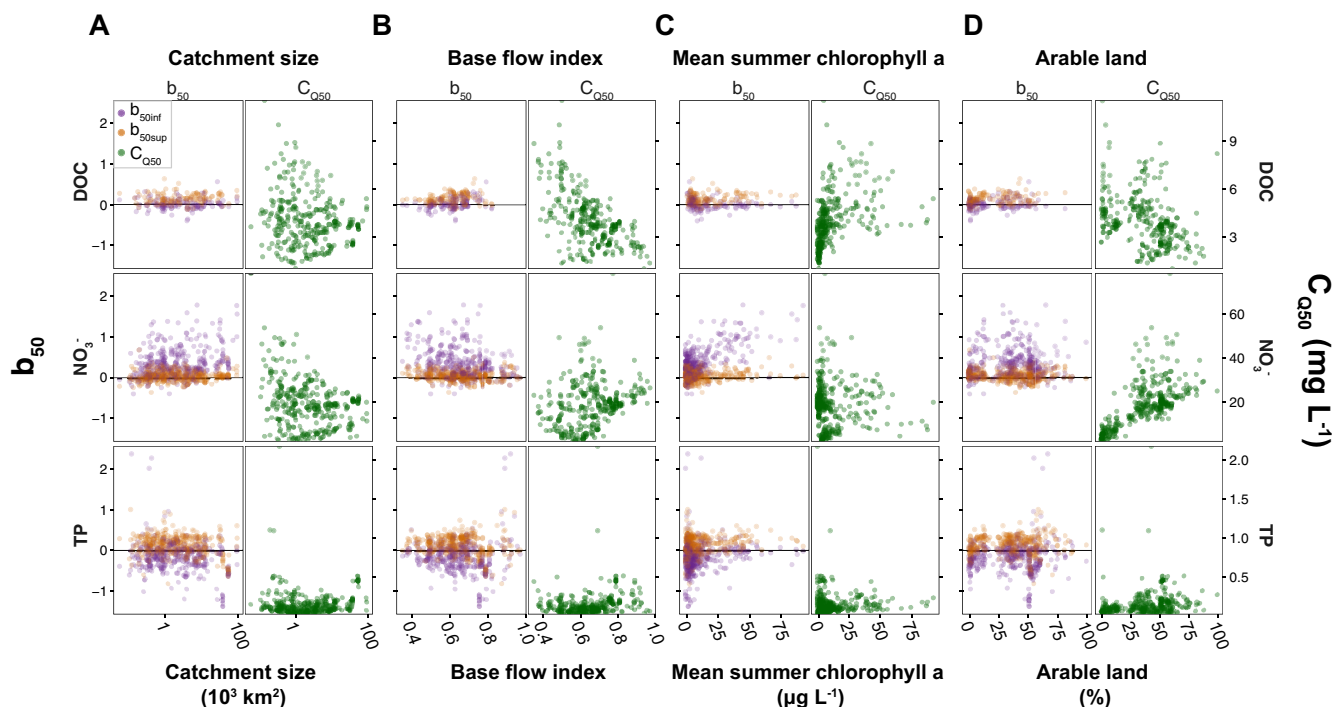 A B C D
Catchment size Base flow index Mean summer chlorophyll a Arable land
b50 CQ50 b50 CQ50 b50 CQ50 b50 CQ50
b50inf
b50sup
CQ50
DOC
2
1
0
−1
9
6
3
DOC
NO3-
2
1
0
−1
60
40
20
NO3-
TP
2
1
0
−1
2.0
1.5
1.0
0.5
TP
b50
CQ50 (mg L-1)
1 100 1 100 0.4 0.6 0.8 1.0 0.4 0.6 0.8 1.0 0 25 50 75 0 25 50 75 0 25 50 75 100 0 25 50 75 100
Catchment size Base flow index Mean summer chlorophyll a Arable land
(10³ km²) (µg L-1) (%)